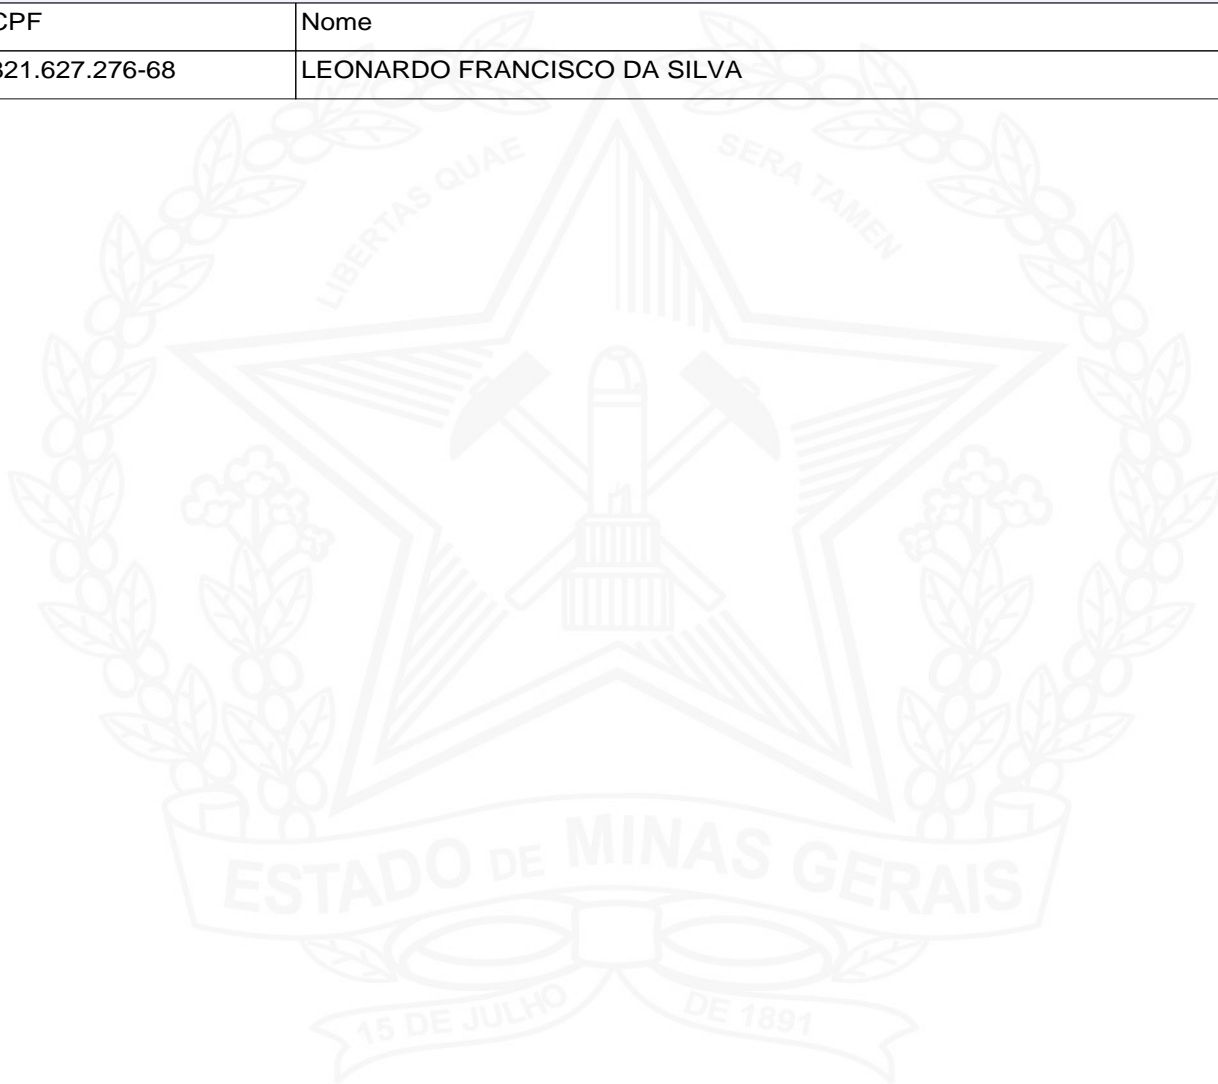 CPF Nome
821.627.276-68 LEONARDO FRANCISCO DA SILVA
LIBERTAS QUAE SERA TAMEN
ESTADO DE MINAS GERAIS
15 DE JULHO DE 1891